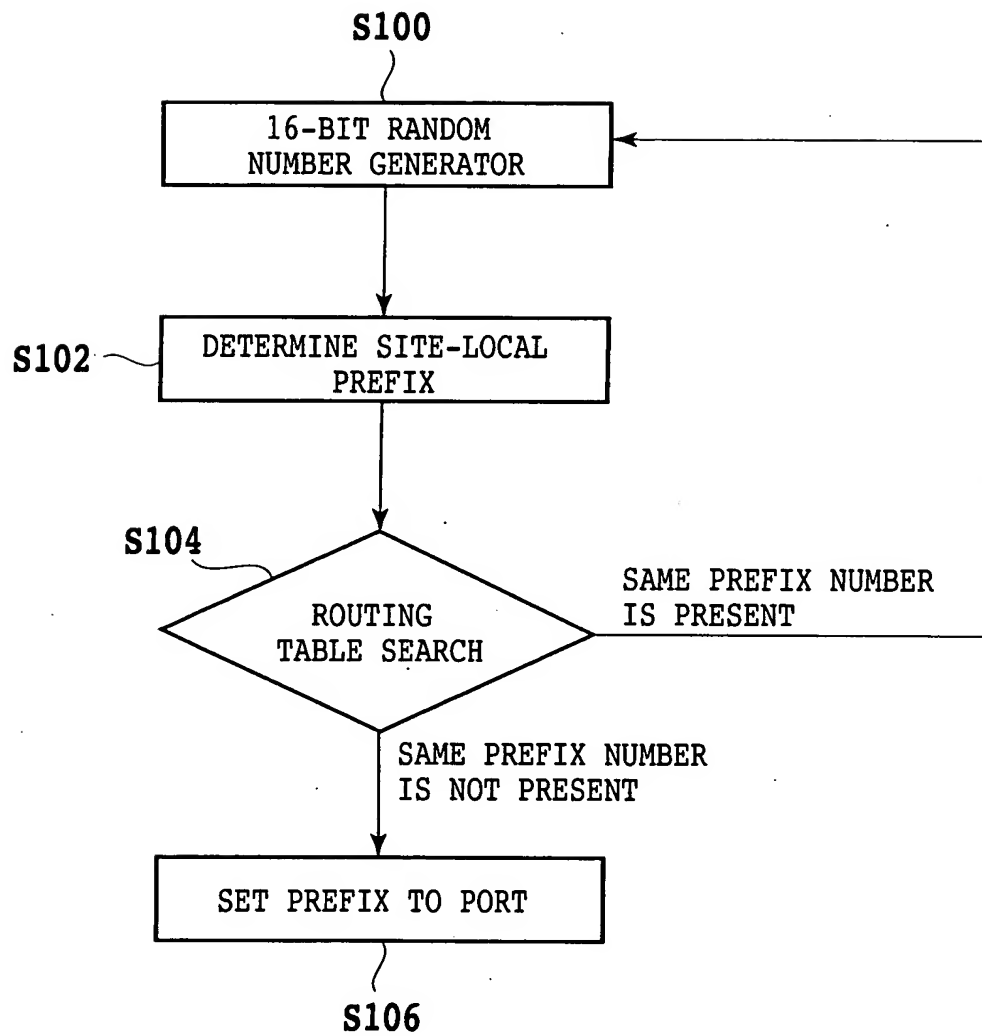 S100
16-BIT RANDOM
NUMBER GENERATOR
S102
DETERMINE SITE-LOCAL
PREFIX
S104
ROUTING
TABLE SEARCH
SAME PREFIX NUMBER
IS PRESENT
SAME PREFIX NUMBER
IS NOT PRESENT
SET PREFIX TO PORT
S106